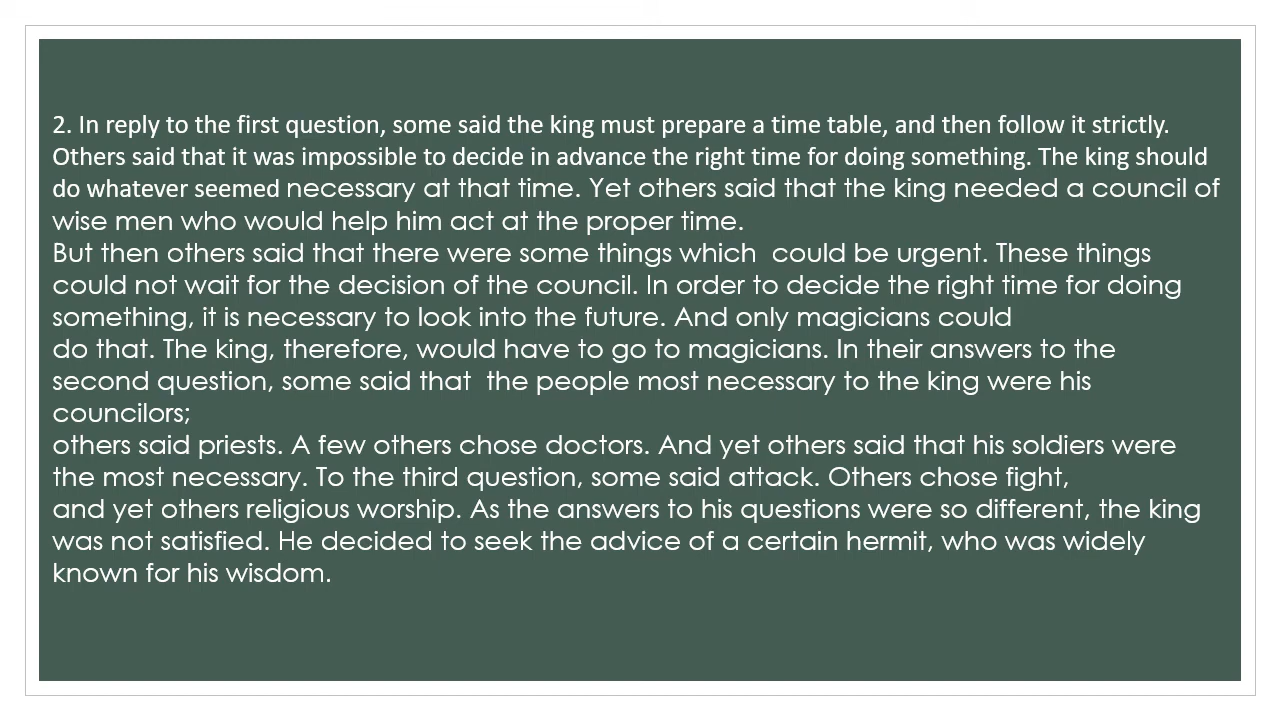 2. In reply to the first question, some said the king must prepare a time table, and then follow it strictly.
Others said that it was impossible to decide in advance the right time for doing something. The king should
do whatever seemed necessary at that time. Yet others said that the king needed a council of
wise men who would help him act at the proper time.
But then others said that there were some things which  could be urgent. These things
could not wait for the decision of the council. In order to decide the right time for doing
something, it is necessary to look into the future. And only magicians could
do that. The king, therefore, would have to go to magicians. In their answers to the
second question, some said that  the people most necessary to the king were his
councilors;
others said priests. A few others chose doctors. And yet others said that his soldiers were
the most necessary. To the third question, some said attack. Others chose fight,
and yet others religious worship. As the answers to his questions were so different, the king
was not satisfied. He decided to seek the advice of a certain hermit, who was widely
known for his wisdom.